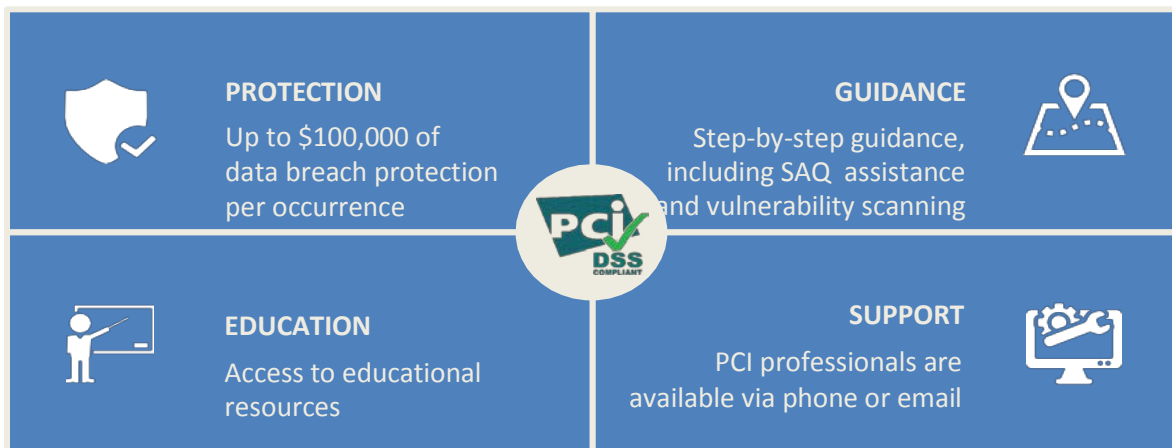 PROTECTION
Up to $100,000 of
data breach protection
per occurrence
GUIDANCE
Step-by-step guidance,
including SAQ assistance
and vulnerability scanning
PCI
DSS
COMPLIANT
EDUCATION
Access to educational
resources
SUPPORT
PCI professionals are
available via phone or email